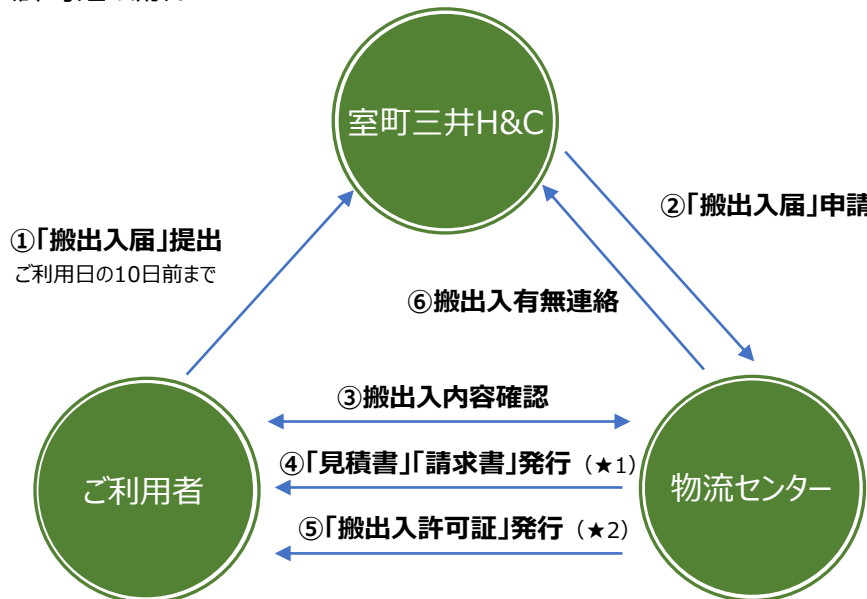 室町三井H&C
①「搬出入届」提出
ご利用日の10日前まで
②「搬出入届」申請
⑥搬出入有無連絡
③搬出入内容確認
④「見積書」「請求書」発行（★1）
⑤「搬出入許可証」発行（★2）
ご利用者
物流センター